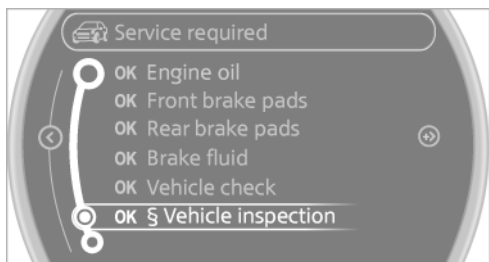 Service required
OK Engine oil
OK Front brake pads
OK Rear brake pads
OK Brake fluid
OK Vehicle check
OK § Vehicle inspection